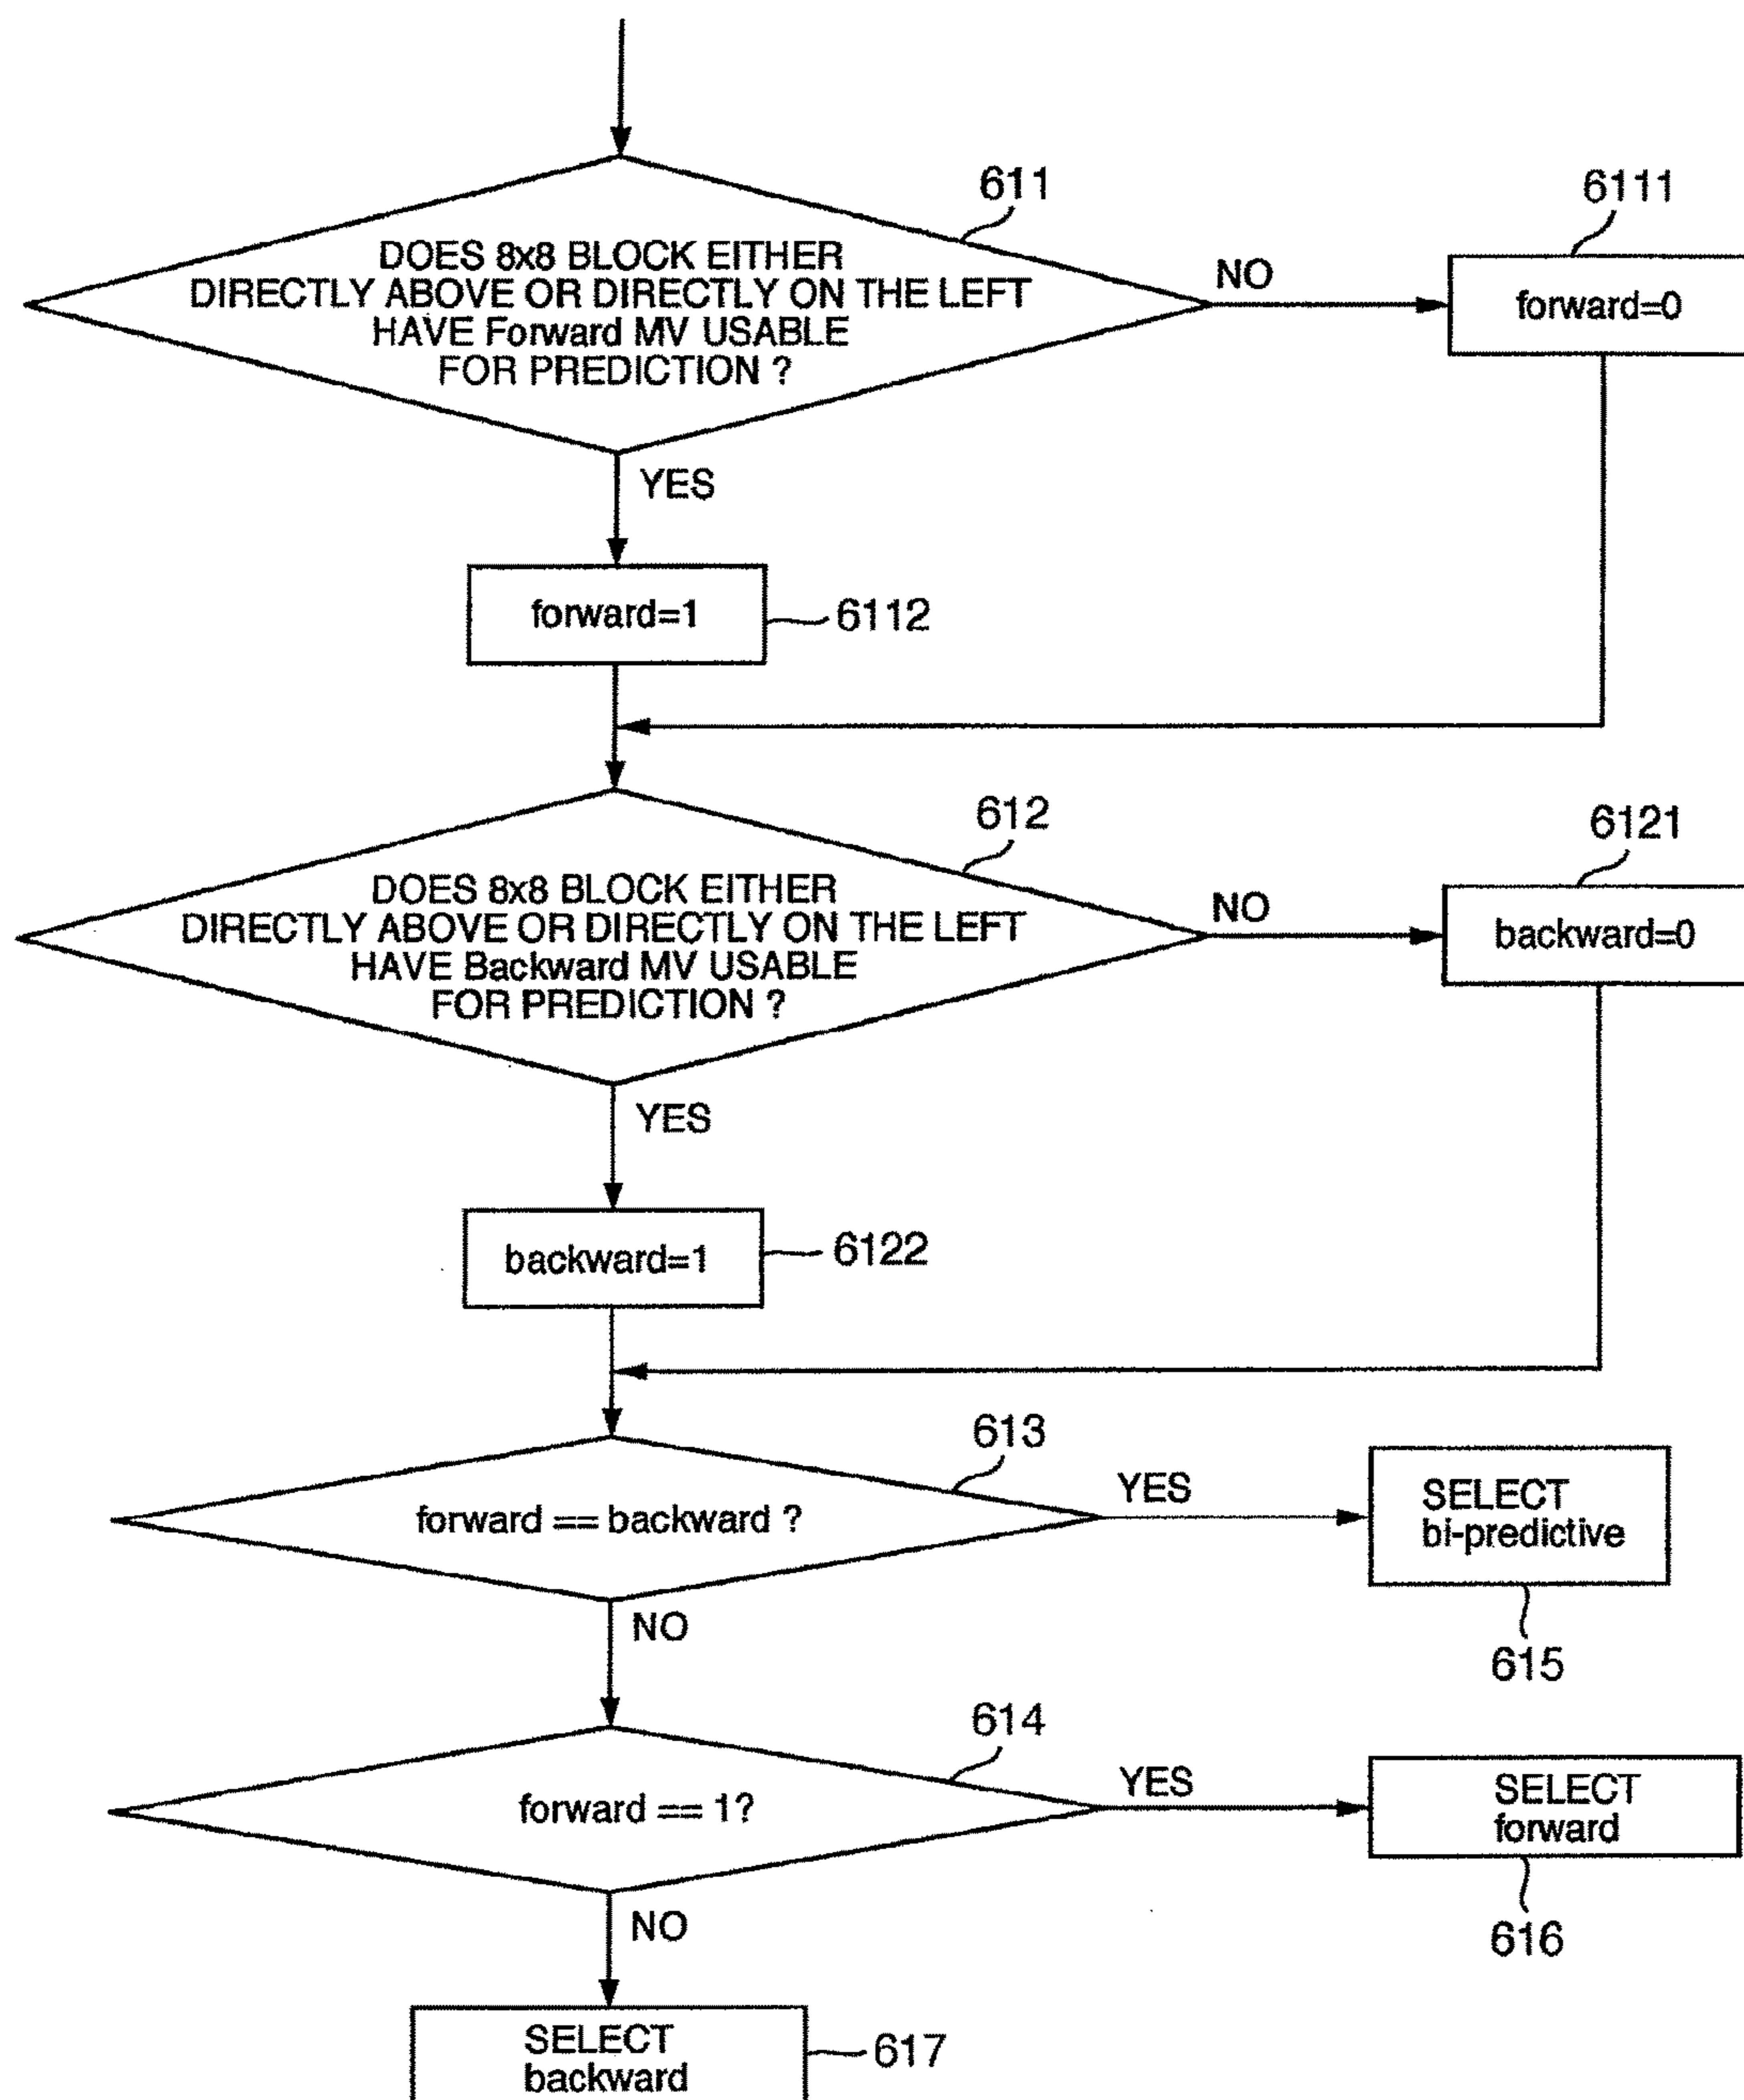 611
DOES 8x8 BLOCK EITHER
DIRECTLY ABOVE OR DIRECTLY ON THE LEFT
HAVE Forward MV USABLE
FOR PREDICTION ?
NO
6111
forward=0
YES
forward=1
6112
612
DOES 8x8 BLOCK EITHER
DIRECTLY ABOVE OR DIRECTLY ON THE LEFT
HAVE Backward MV USABLE
FOR PREDICTION ?
NO
6121
backward=0
YES
backward=1
6122
613
forward == backward ?
YES
SELECT
bi-predictive
615
NO
614
forward == 1?
YES
SELECT
forward
616
NO
SELECT
backward
617